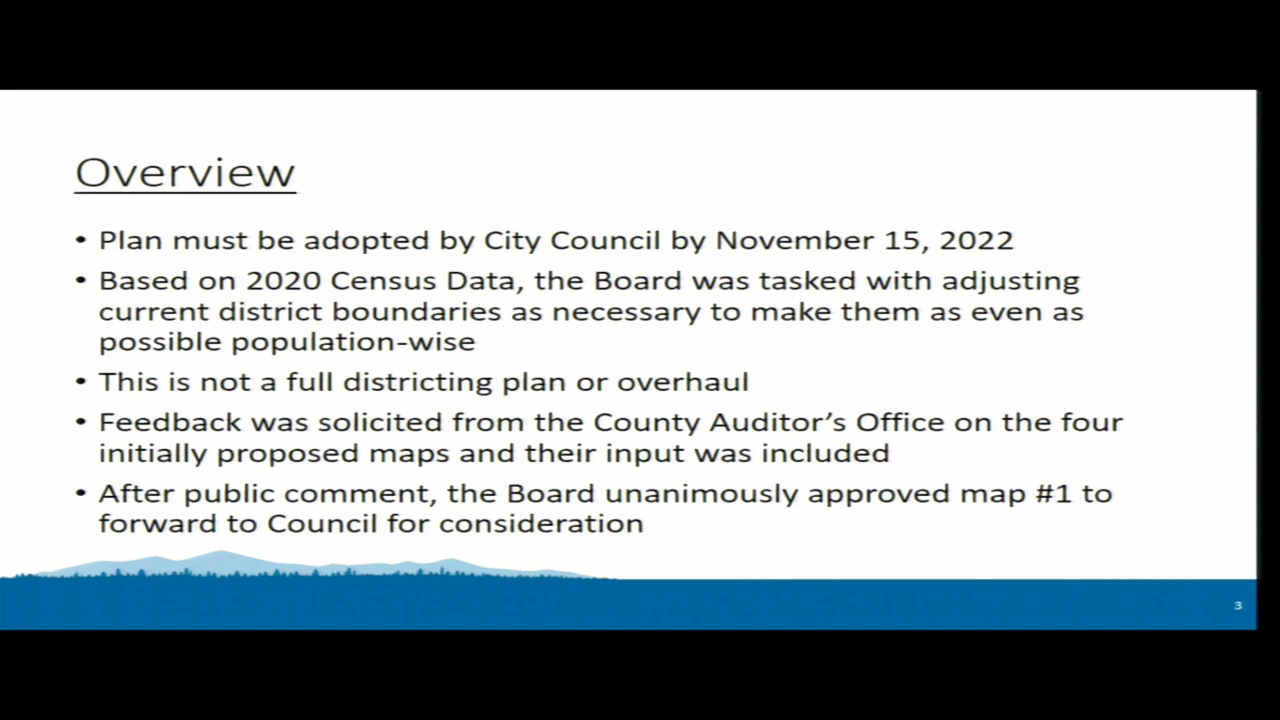 Overview
• Plan must be adopted by City Council by November 15, 2022
• Based on 2020 Census Data, the Board was tasked with adjusting
current district boundaries as necessary to make them as even as
possible population-wise
• This is not a full districting plan or overhaul
• Feedback was solicited from the County Auditor’s Office on the four
initially proposed maps and their input was included
• After public comment, the Board unanimously approved map #1 to
forward to Council for consideration
3